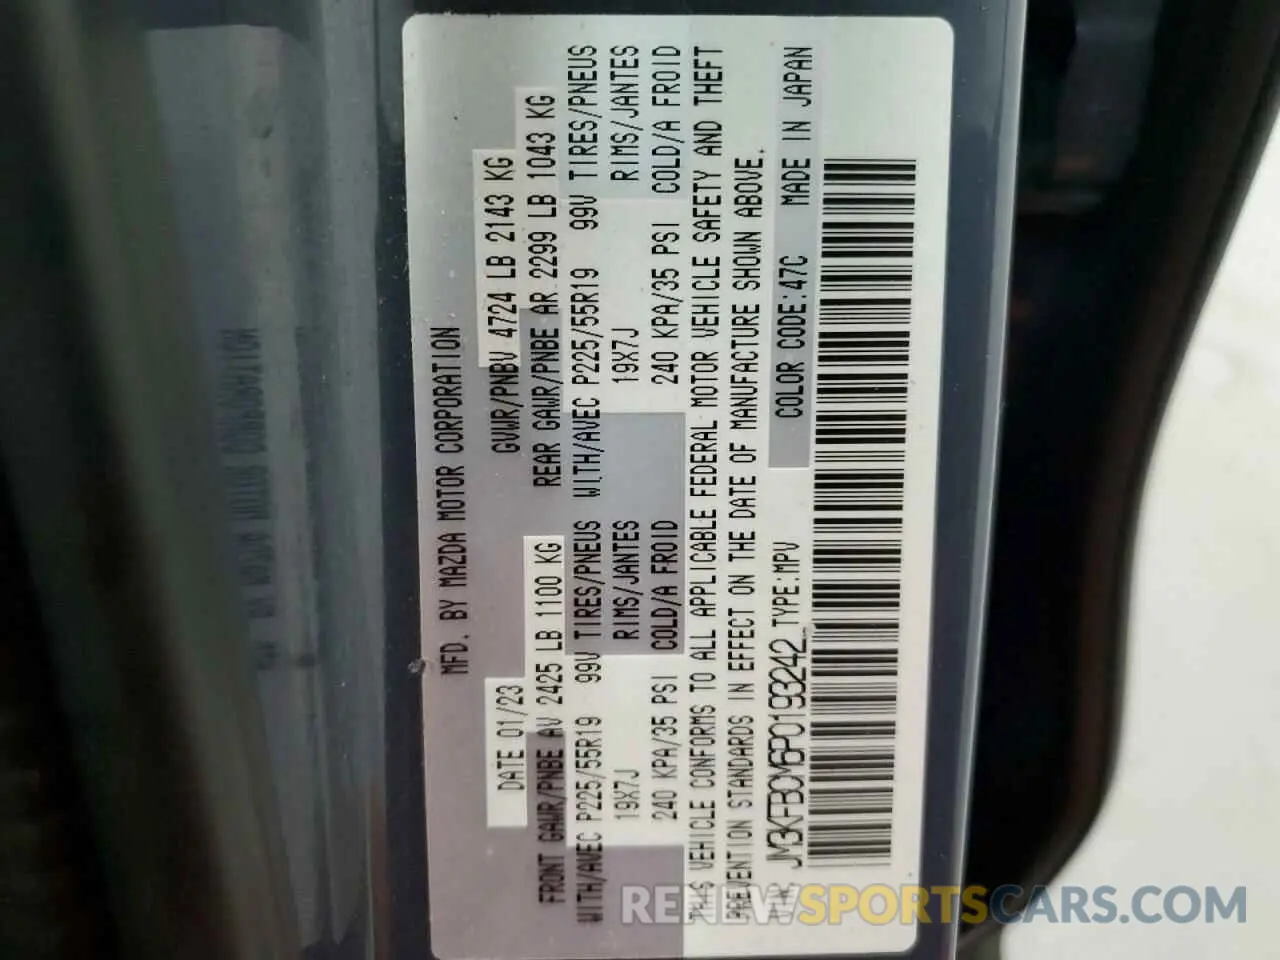 MFD. BY MAZDA MOTOR CORPORATION
DATE 01/23 GVWR/PNBV 4724 LB 2143 KG
FRONT GAWR/PNBE AV 2425 LB 1100 KG REAR GAWR/PNBE AR 2299 LB 1043 KG
WITH/AVEC P225/55R19 99V TIRES/PNEUS WITH/AVEC P225/55R19 99V TIRES/PNEUS
19X7J RIMS/JANTES 19X7J RIMS/JANTES
240 KPA/35 PSI COLD/A FROID 240 KPA/35 PSI COLD/A FROID
THIS VEHICLE CONFORMS TO ALL APPLICABLE FEDERAL MOTOR VEHICLE SAFETY AND THEFT
PREVENTION STANDARDS IN EFFECT ON THE DATE OF MANUFACTURE SHOWN ABOVE.
JM3KFBCM6P0193242 TYPE:MPV COLOR CODE:47C MADE IN JAPAN
RENEWSPORTSCARS.COM